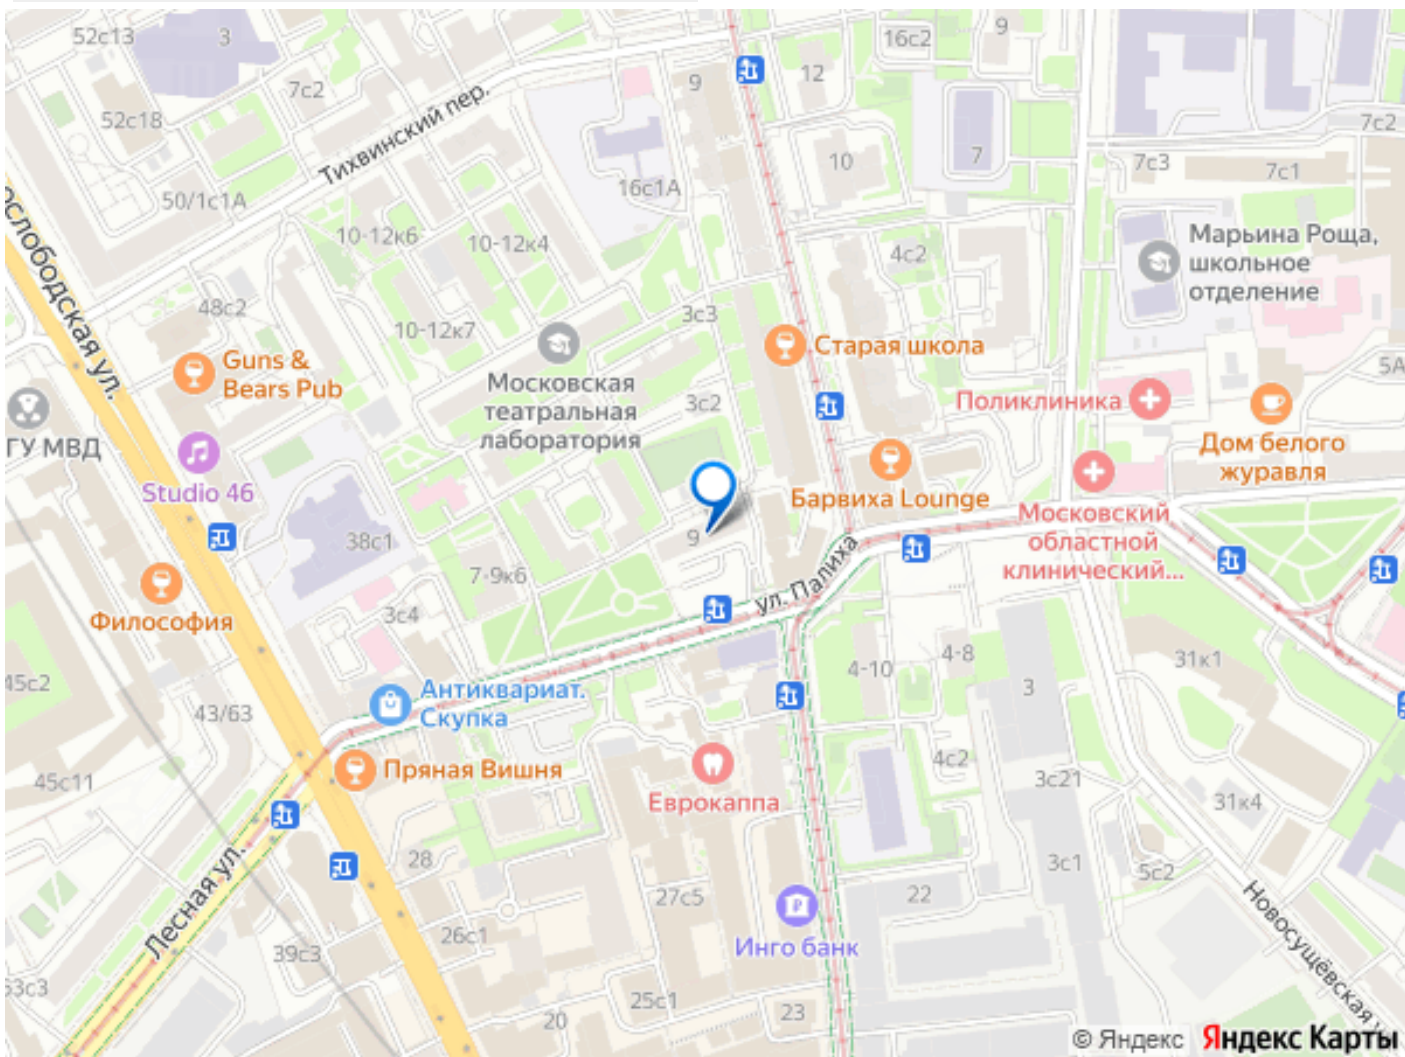 52с13
3
16с2
9
12
9
7с2
52с18
7с2
Тихвинский пер.
10
7
7с3
7с1
16с1А
50/1с1А
10-12к6
10-12к4
4с2
Марьина Роща,
школьное
отделение
ослободская ул.
48с2
3с3
10-12к7
Старая школа
Guns &
Bears Pub
Московская
театральная
лаборатория
3с2
5А
Поликлиника
Дом белого
журавля
ГУ МВД
Studio 46
Барвиха Lounge
Московский
областной
клинический...
38с1
9
7-9к6
ул. Палиха
Философия
3с4
4-10
4-8
31к1
45с2
3
Антиквариат.
Скупка
43/63
4с2
Пряная Вишня
45с11
3с21
Еврокаппа
31к4
28
3с1
5с2
Лесная ул.
27с5
22
Новосущёвская
26с1
Инго банк
39с3
53с3
25с1
20
23
© Яндекс Яндекс Карты